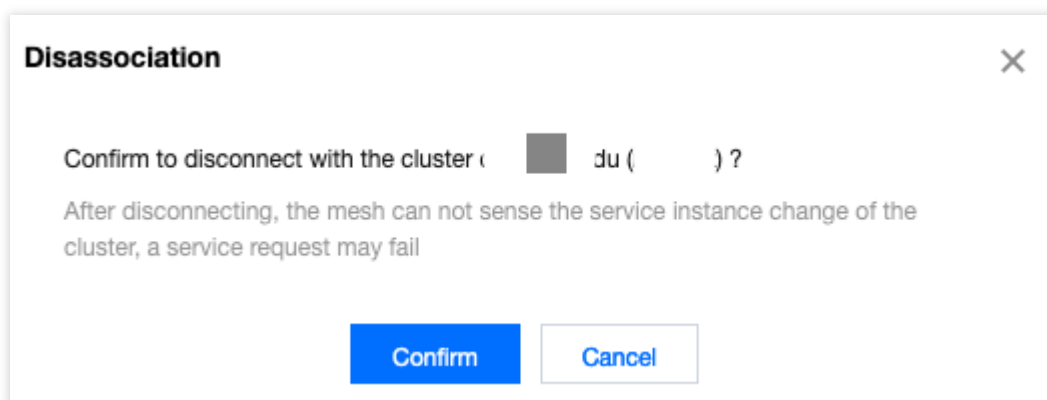 Disassociation
Confirm to disconnect with the cluster du ( ) ?
After disconnecting, the mesh can not sense the service instance change of the
cluster, a service request may fail
Confirm
Cancel